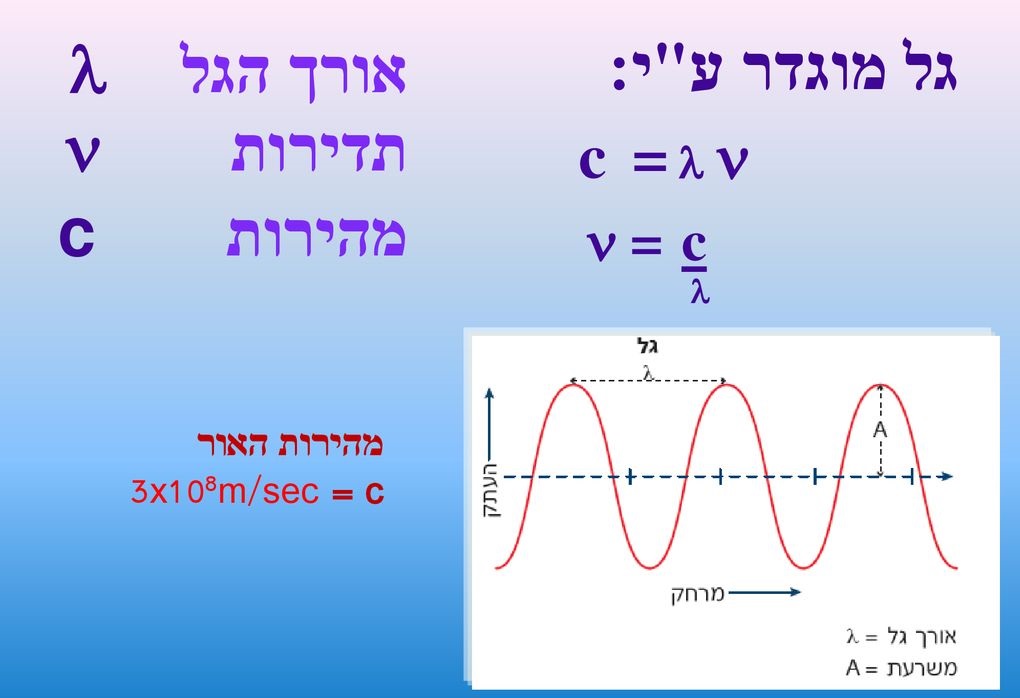 גל מוגדר ע"י:
c = λ ν
ν = c
λ
אורך הגל λ
תדירות ν
מהירות c
מהירות האור
3x10⁸m/sec = c
גל
λ
A
העתק
מרחק
אורך גל = λ
משרעת = A